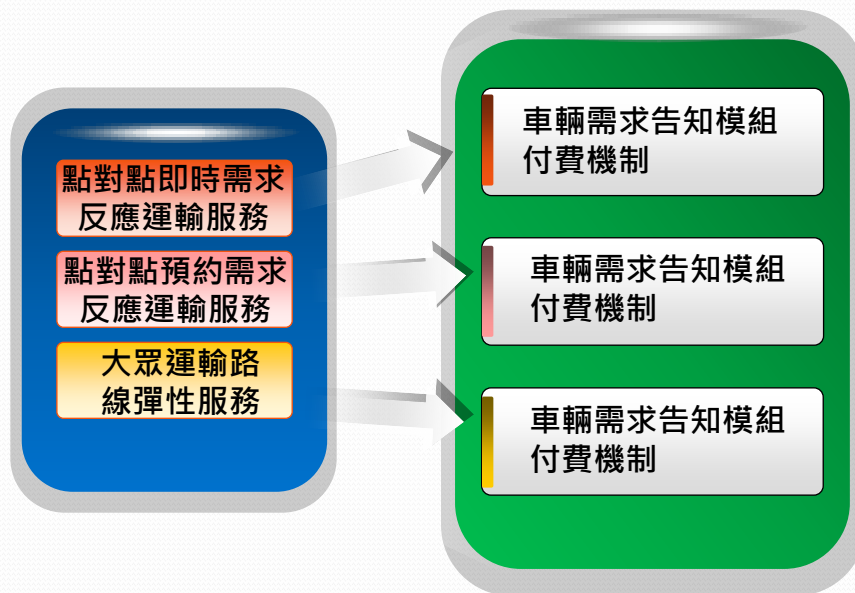 點對點即時需求
反應運輸服務
點對點預約需求
反應運輸服務
大眾運輸路
線彈性服務
車輛需求告知模組
付費機制
車輛需求告知模組
付費機制
車輛需求告知模組
付費機制